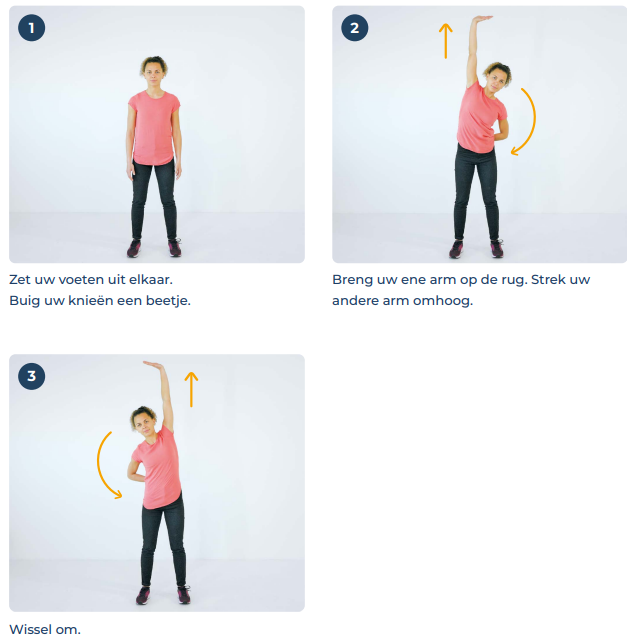 1
Zet uw voeten uit elkaar.
Buig uw knieën een beetje.
2
Breng uw ene arm op de rug. Strek uw
andere arm omhoog.
3
Wissel om.